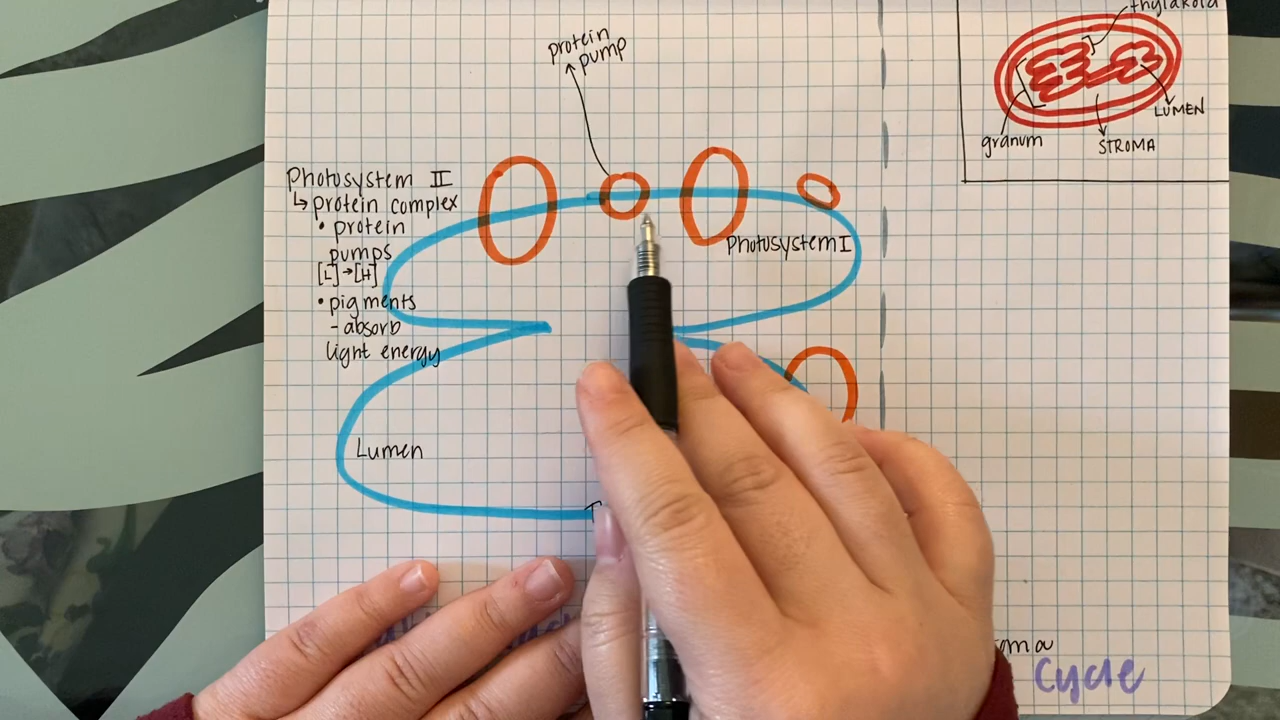 protein
pump
thylakoid
granum
STROMA
LUMEN
Photosystem II
↳ protein complex
• protein
pumps
[L]→[H]
• pigments
- absorb
light energy
Photosystem I
Lumen
Cycle